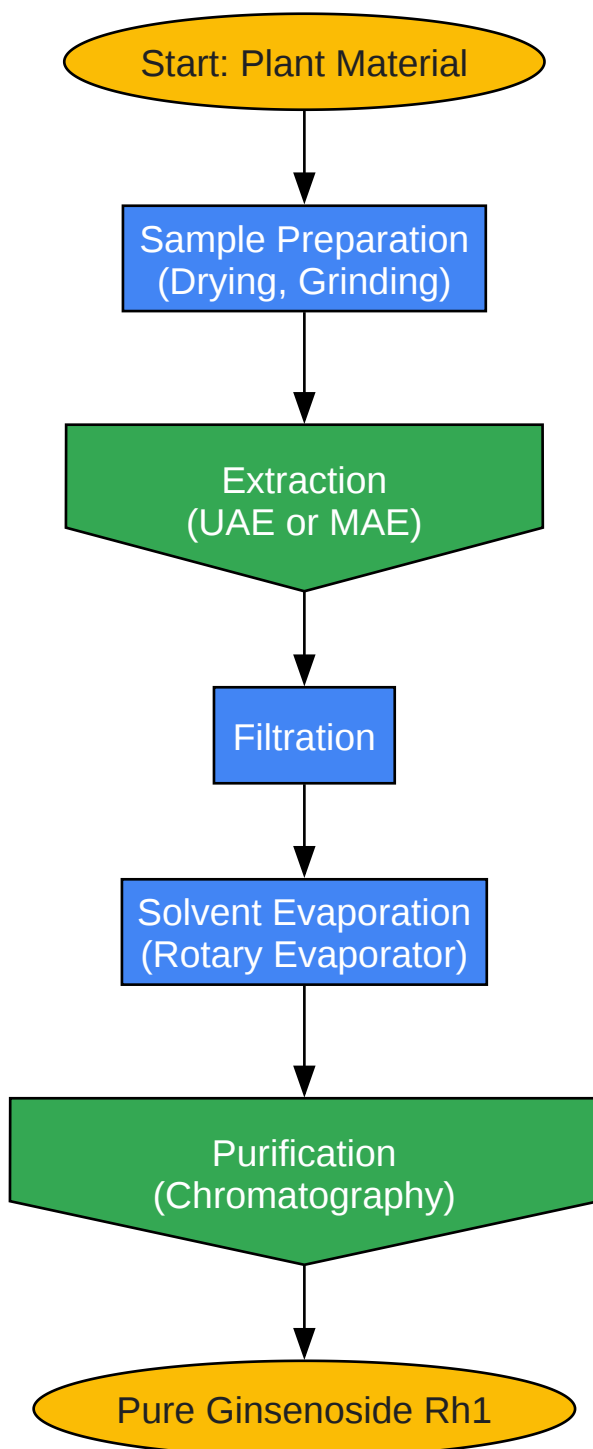 Start: Plant Material
Sample Preparation
(Drying, Grinding)
Extraction
(UAE or MAE)
Filtration
Solvent Evaporation
(Rotary Evaporator)
Purification
(Chromatography)
Pure Ginsenoside Rh1